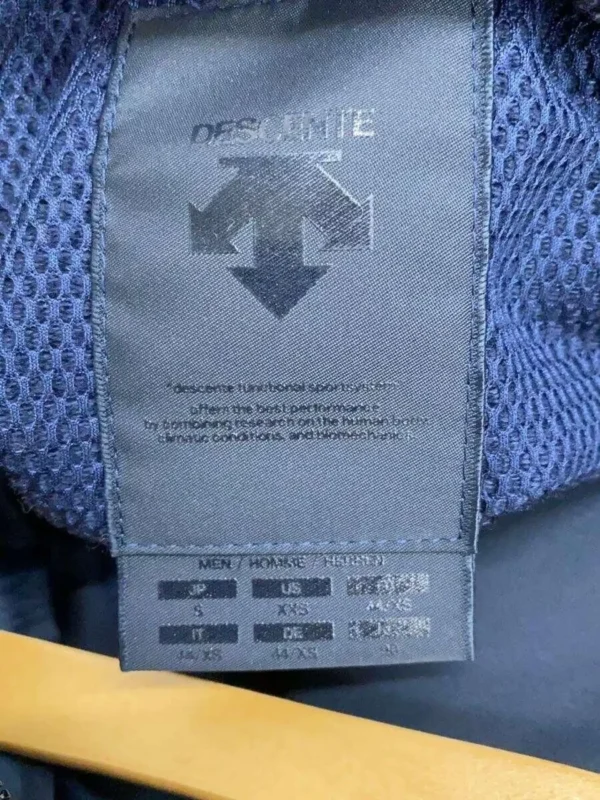 DESCENTE
"descente functional sportsystem"
offers the best performance
by combining research on the human body,
climatic conditions, and biomechanics.
MEN / HOMME / HERREN
JP US
S XXS 44/XS
IT DE
44/XS 44/XS